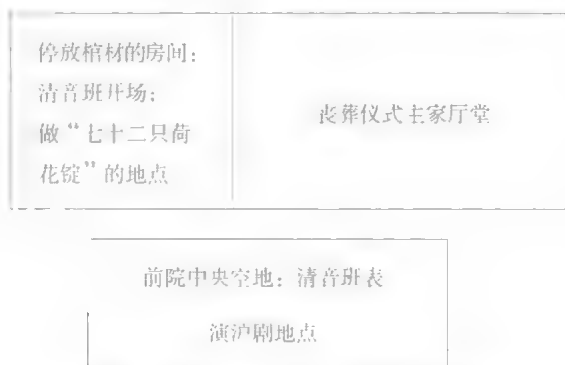 停放棺材的房间：
清音班开场；
做“七十二只荷
花锭”的地点
丧葬仪式主家厅堂
前院中央空地：清音班表
演沪剧地点